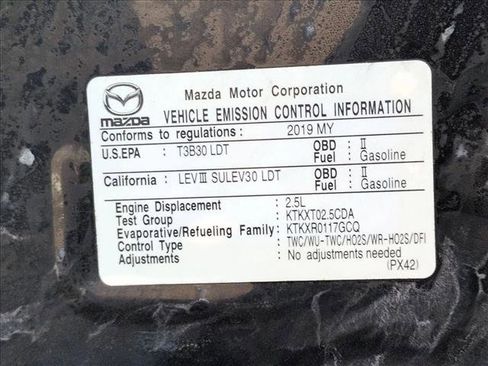 Mazda Motor Corporation
mazda
VEHICLE EMISSION CONTROL INFORMATION
Conforms to regulations : 2019 MY
U.S.EPA : T3B30 LDT OBD : II
Fuel : Gasoline
California : LEVIII SULEV30 LDT OBD : II
Fuel : Gasoline
Engine Displacement : 2.5L
Test Group : KTKXT02.5CDA
Evaporative/Refueling Family : KTKXR0117GCQ
Control Type : TWC/WU-TWC/HO2S/WR-HO2S/DFI
Adjustments : No adjustments needed
(PX42)